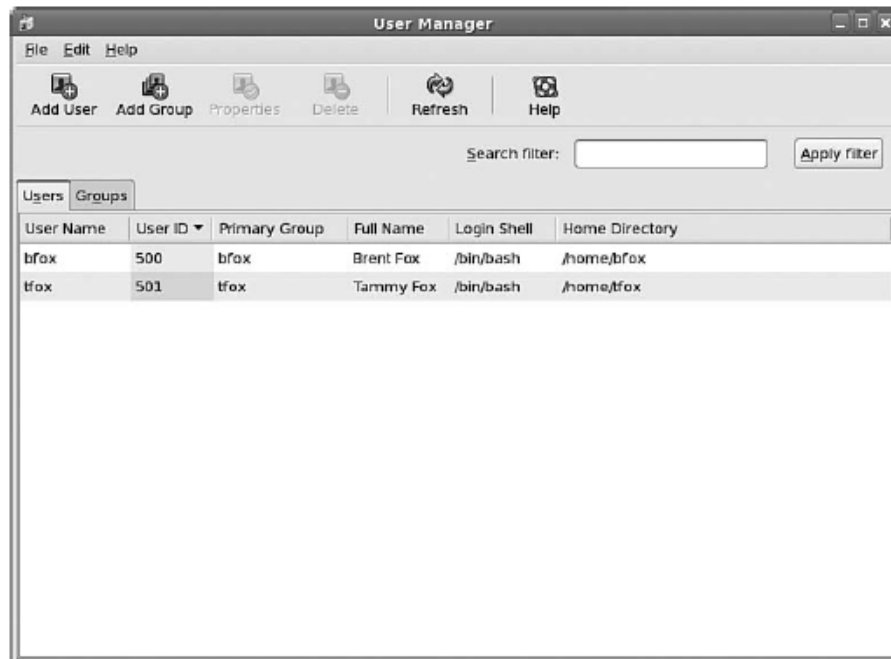 User Manager
File Edit Help
Add User Add Group Properties Delete Refresh Help
Search filter: Apply filter
Users Groups
User Name User ID Primary Group Full Name Login Shell Home Directory
bfox 500 bfox Brent Fox /bin/bash /home/bfox
tfox 501 tfox Tammy Fox /bin/bash /home/tfox